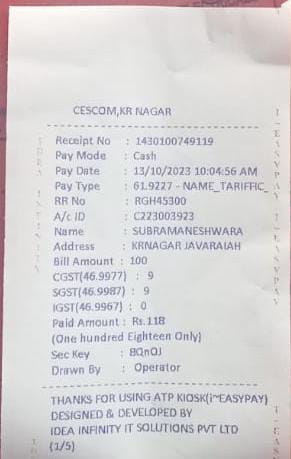 CESCOM,KR NAGAR
Receipt No : 1430100749119
Pay Mode : Cash
Pay Date : 13/10/2023 10:04:56 AM
Pay Type : 61.9227 - NAME_TARIFFIC_
RR No : RGH45300
A/c ID : C223003923
Name : SUBRAMANESHWARA
Address : KRNAGAR JAVARAIAH
Bill Amount : 100
CGST(46.9977) : 9
SGST(46.9987) : 9
IGST(46.9967) : 0
Paid Amount : Rs.118
(One hundred Eighteen Only)
Sec Key : 8QnOJ
Drawn By : Operator
THANKS FOR USING ATP KIOSK(i~EASYPAY)
DESIGNED & DEVELOPED BY
IDEA INFINITY IT SOLUTIONS PVT LTD
(1/5)